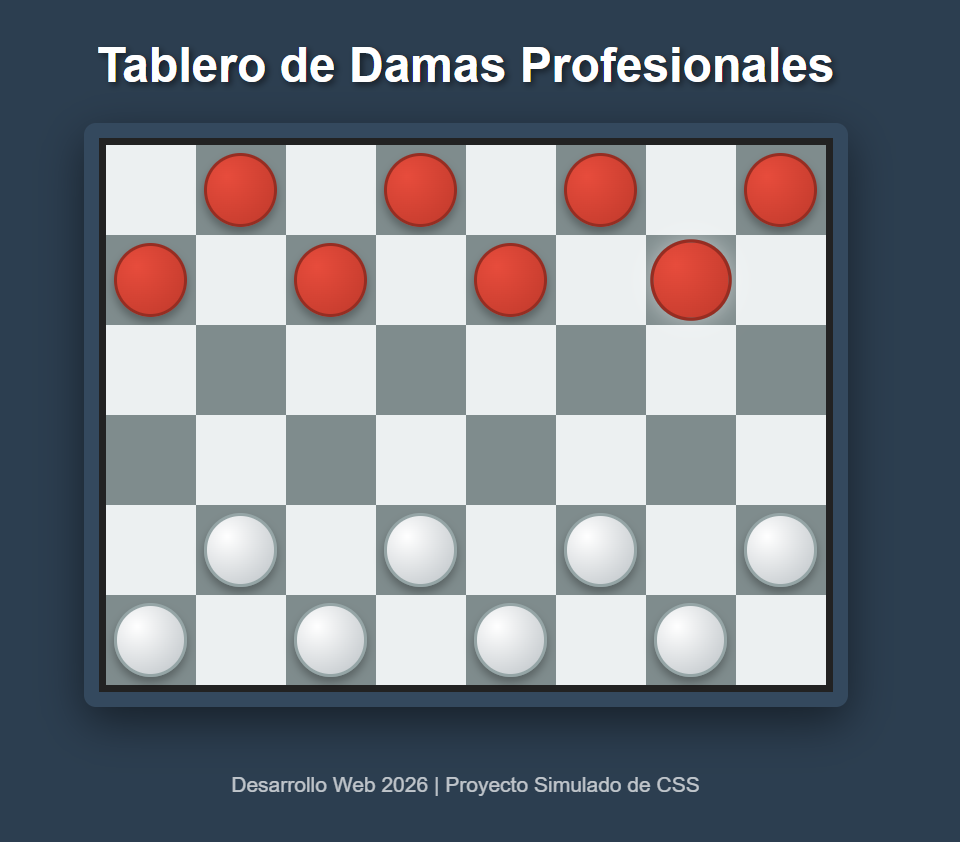 Tablero de Damas Profesionales
Desarrollo Web 2026 | Proyecto Simulado de CSS